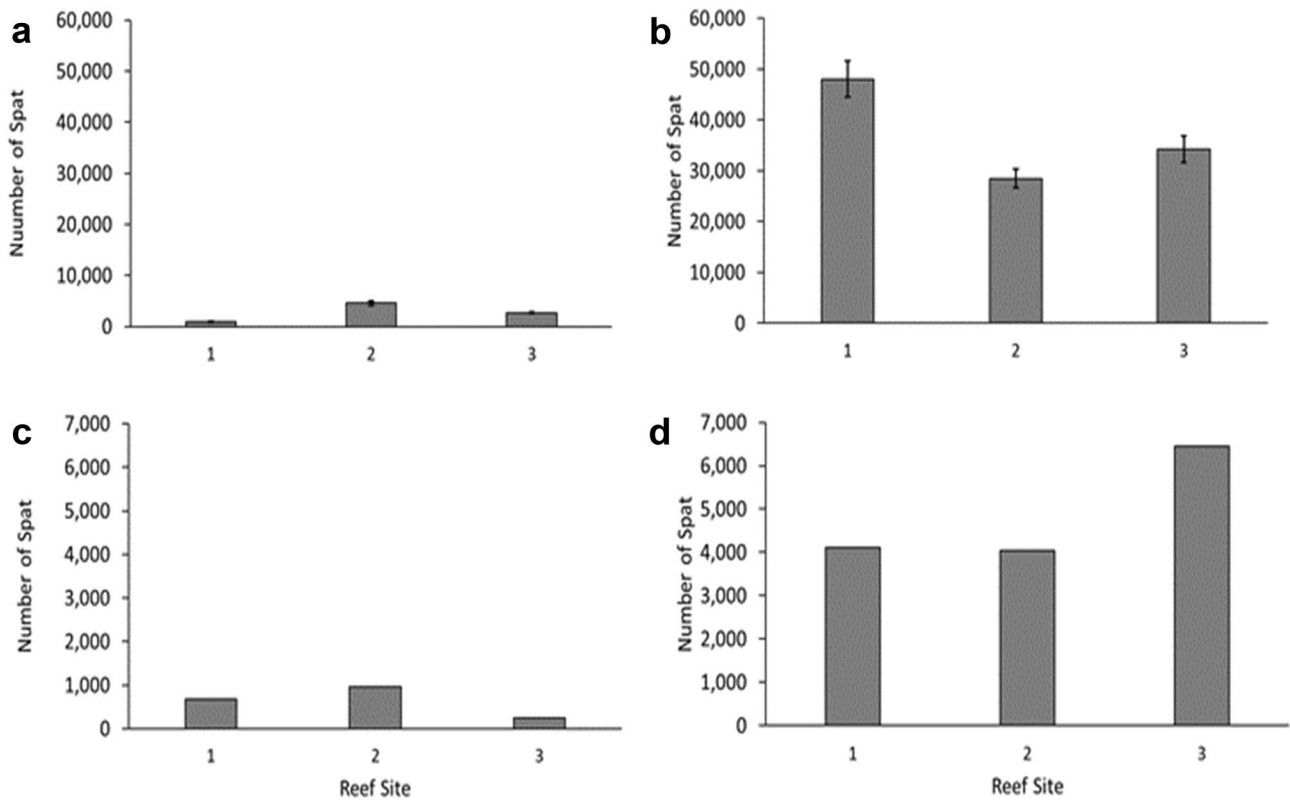 a
Nuumber of Spat
60,000
50,000
40,000
30,000
20,000
10,000
0
1 2 3
b
Number of Spat
60,000
50,000
40,000
30,000
20,000
10,000
0
1 2 3
c
Number of Spat
7,000
6,000
5,000
4,000
3,000
2,000
1,000
0
1 2 3
Reef Site
d
Number of Spat
7,000
6,000
5,000
4,000
3,000
2,000
1,000
0
1 2 3
Reef Site